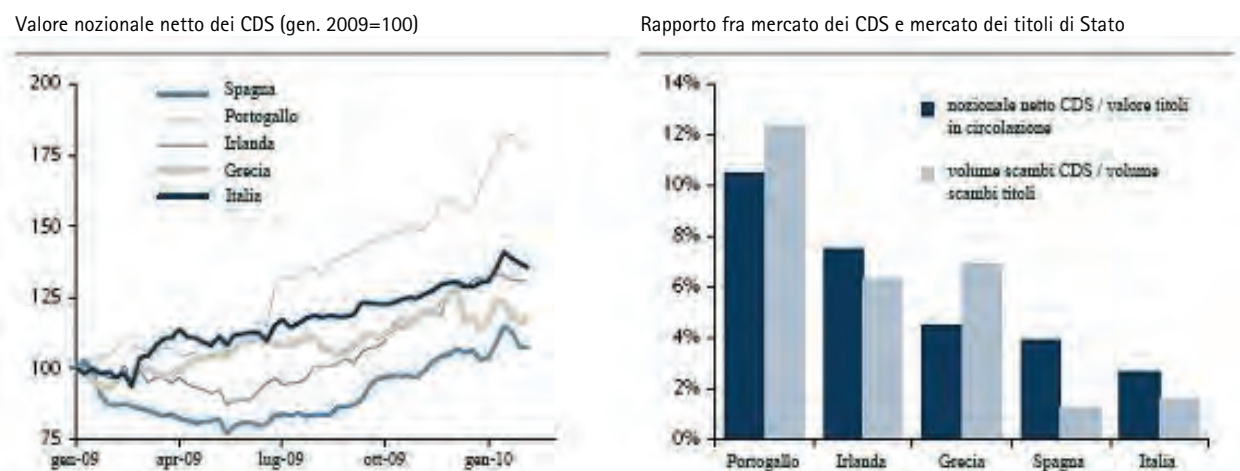 Valore nozionale netto dei CDS (gen. 2009=100)
200
175
150
125
100
75
Spagna
Portogallo
Irlanda
Grecia
Italia
gen-09 apr-09 lug-09 ott-09 gen-10
Rapporto fra mercato dei CDS e mercato dei titoli di Stato
14%
12%
10%
8%
6%
4%
2%
0%
nozionale netto CDS / valore titoli
in circolazione
volume scambi CDS / volume
scambi titoli
Portogallo Irlanda Grecia Spagna Italia